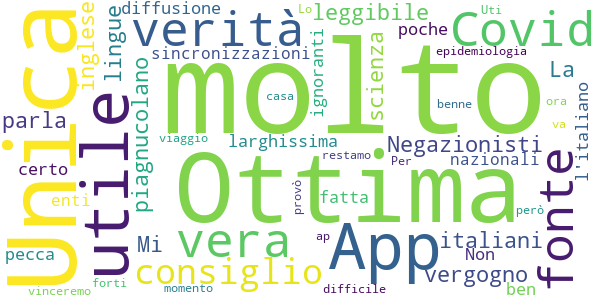 diffusione
Lo
leggibile
Uti
inglese
lingue
verità
poche
Covid
sincronizzazioni
epidemiologia
Unica
molto
ignoranti
scienza
La
utile
piagnucolano
casa
benne
ora
parla
viaggio
larghissima
Negazionisti
va
l'italiano
certo
restamo
Per
nazionali
Ottima
enti
provò
fatta
però
fonte
pecca
Mi
vera
App
italiani
Non
consiglio
ap
vergogno
ben
vinceremo
forti
momento
difficile